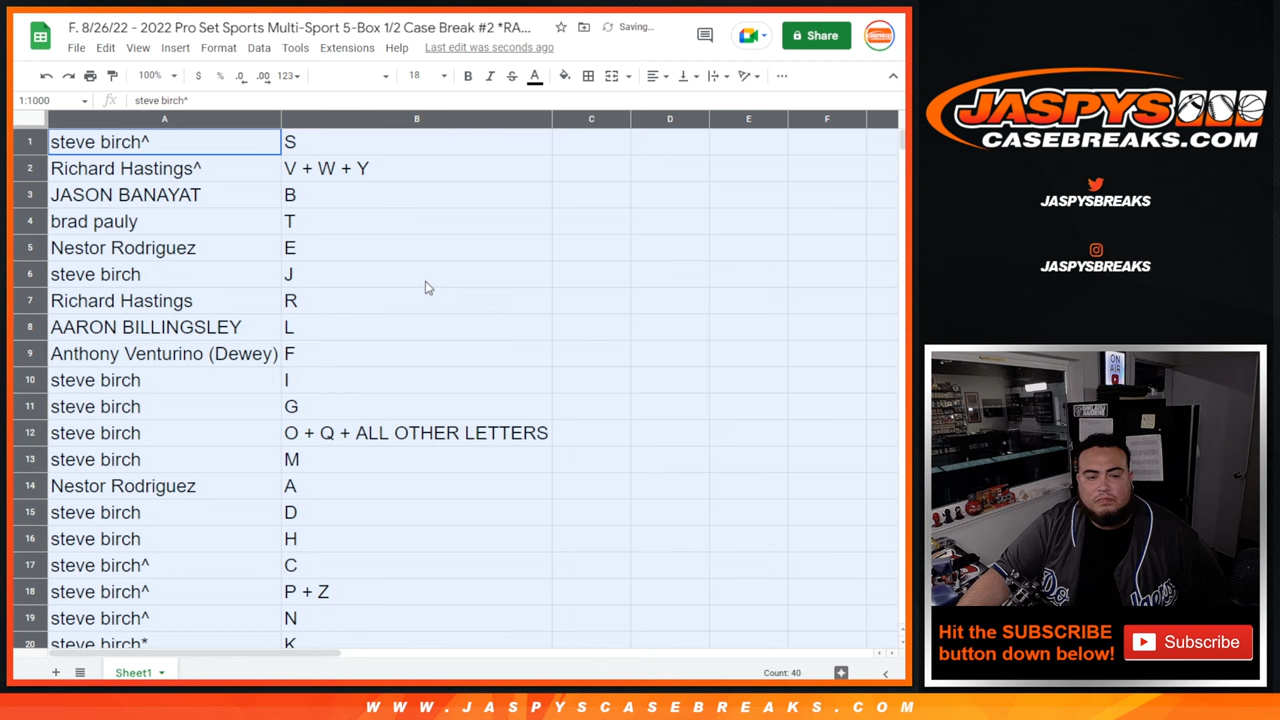 F. 8/26/22 - 2022 Pro Set Sports Multi-Sport 5-Box 1/2 Case Break #2 *RA...
Saving...
File Edit View Insert Format Data Tools Extensions Help Last edit was seconds ago
Share
100% $ % .0 .00 123 18 B I S A
1:1000 fx steve birch^
A B C D E F
1 steve birch^ S
2 Richard Hastings^ V + W + Y
3 JASON BANAYAT B
4 brad pauly T
5 Nestor Rodriguez E
6 steve birch J
7 Richard Hastings R
8 AARON BILLINGSLEY L
9 Anthony Venturino (Dewey) F
10 steve birch I
11 steve birch G
12 steve birch O + Q + ALL OTHER LETTERS
13 steve birch M
14 Nestor Rodriguez A
15 steve birch D
16 steve birch H
17 steve birch^ C
18 steve birch^ P + Z
19 steve birch^ N
20 steve birch* K
Sheet1
Count: 40
JASPYS
CASEBREAKS.COM
JASPYSBREAKS
JASPYSBREAKS
ON
AIR
Hit the SUBSCRIBE
button down below!
Subscribe
WWW.JASPYSCASEBREAKS.COM